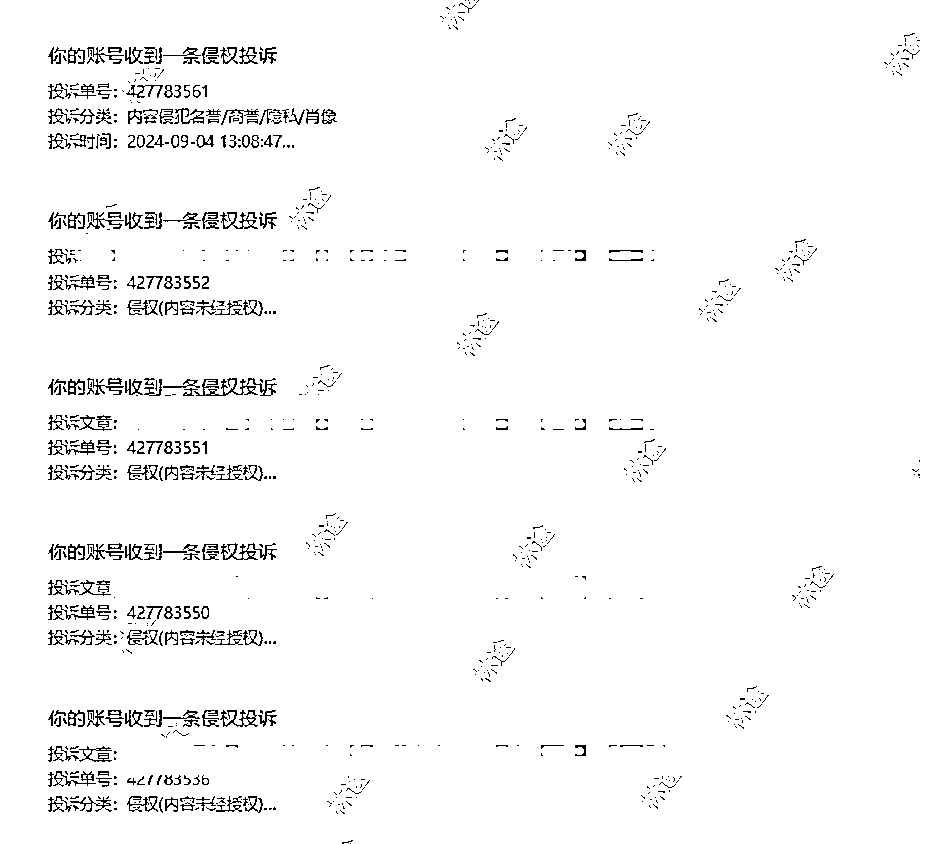 你的账号收到一条侵权投诉
投诉单号：427783561
投诉分类：内容侵犯名誉/商誉/隐私/肖像
投诉时间：2024-09-04 13:08:47...
你的账号收到一条侵权投诉
投诉
投诉单号：427783552
投诉分类：侵权(内容未经授权)...
你的账号收到一条侵权投诉
投诉文章：
投诉单号：427783551
投诉分类：侵权(内容未经授权)...
你的账号收到一条侵权投诉
投诉文章
投诉单号：427783550
投诉分类：侵权(内容未经授权)...
你的账号收到一条侵权投诉
投诉文章：
投诉单号：427783536
投诉分类：侵权(内容未经授权)...